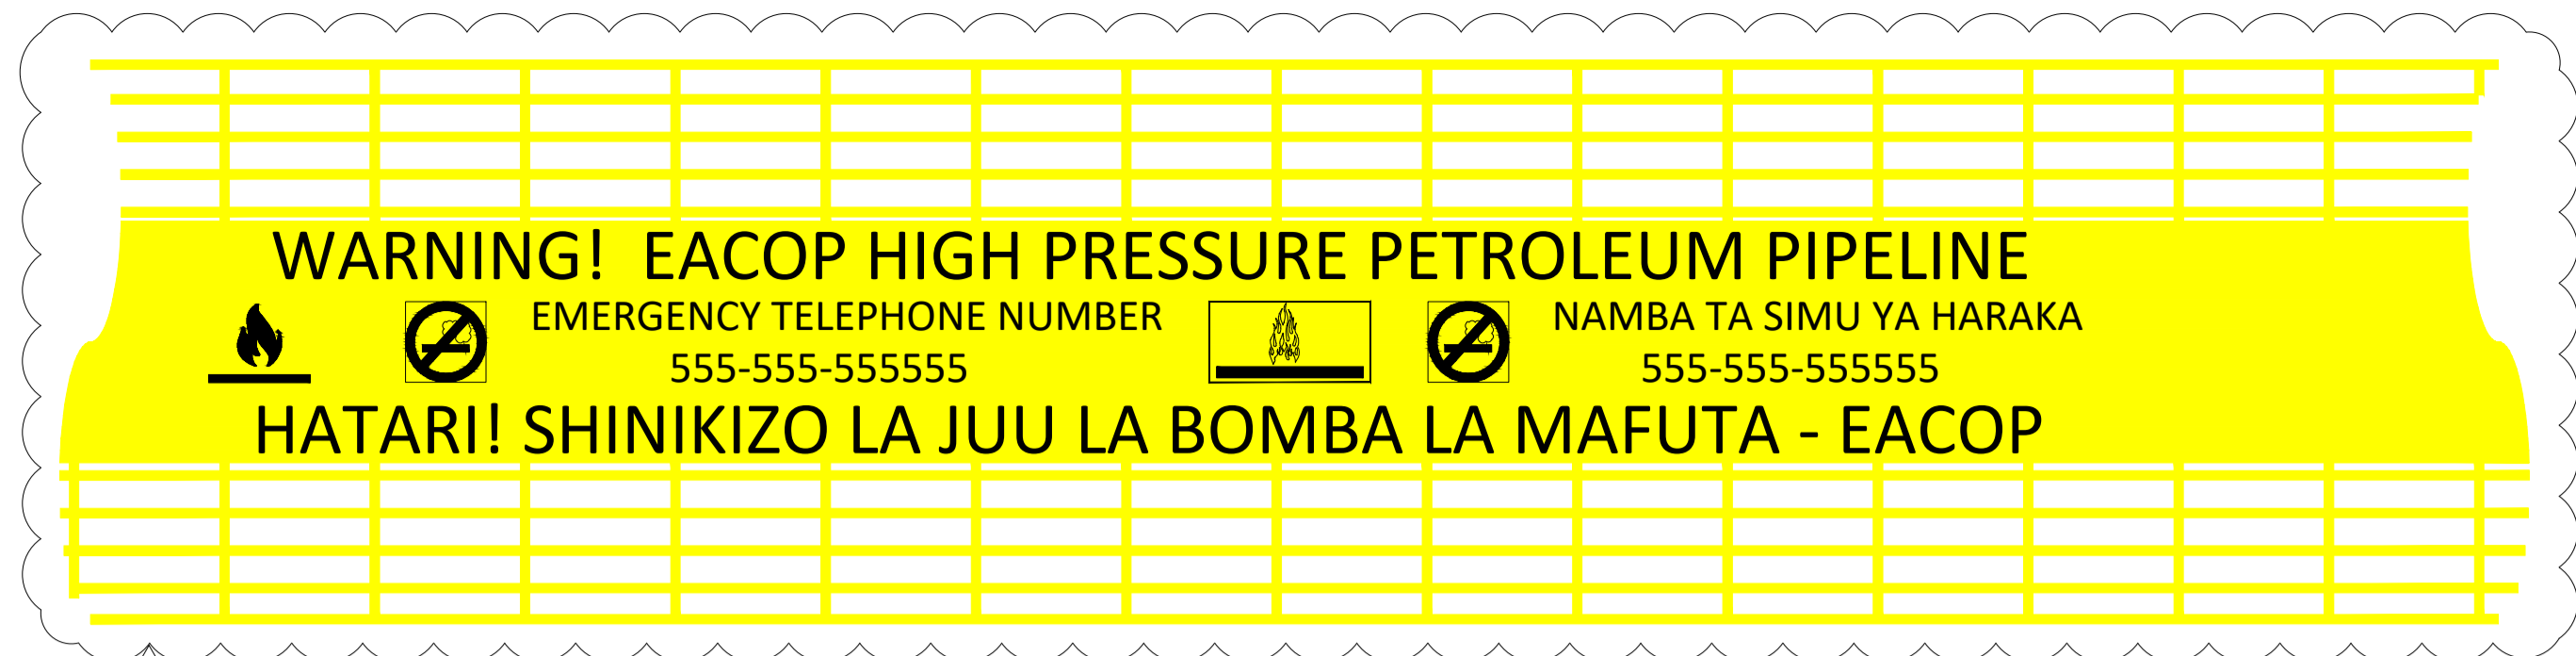 WARNING! EACOP HIGH PRESSURE PETROLEUM PIPELINE
EMERGENCY TELEPHONE NUMBER
555-555-555555
NAMBA TA SIMU YA HARAKA
555-555-555555
HATARI! SHINIKIZO LA JUU LA BOMBA LA MAFUTA - EACOP